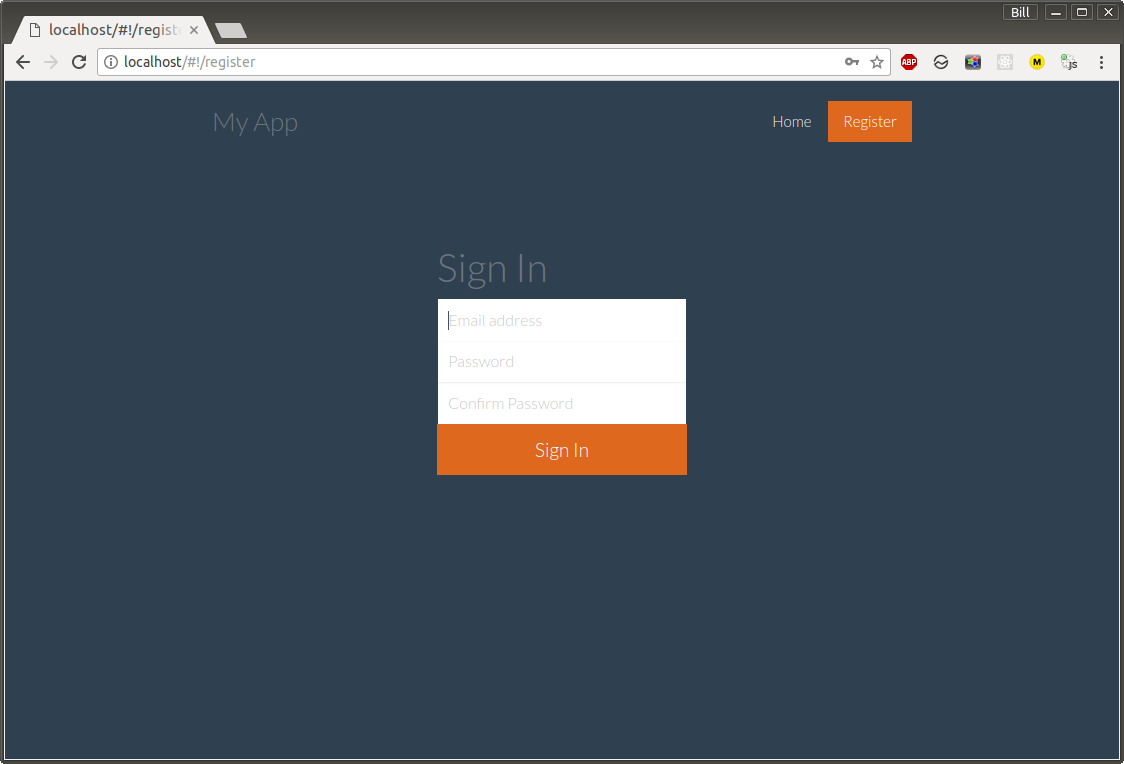 Bill
localhost/#!/regist
localhost/#!/register
ABP
M
JS
My App
Home
Register
Sign In
Email address
Password
Confirm Password
Sign In